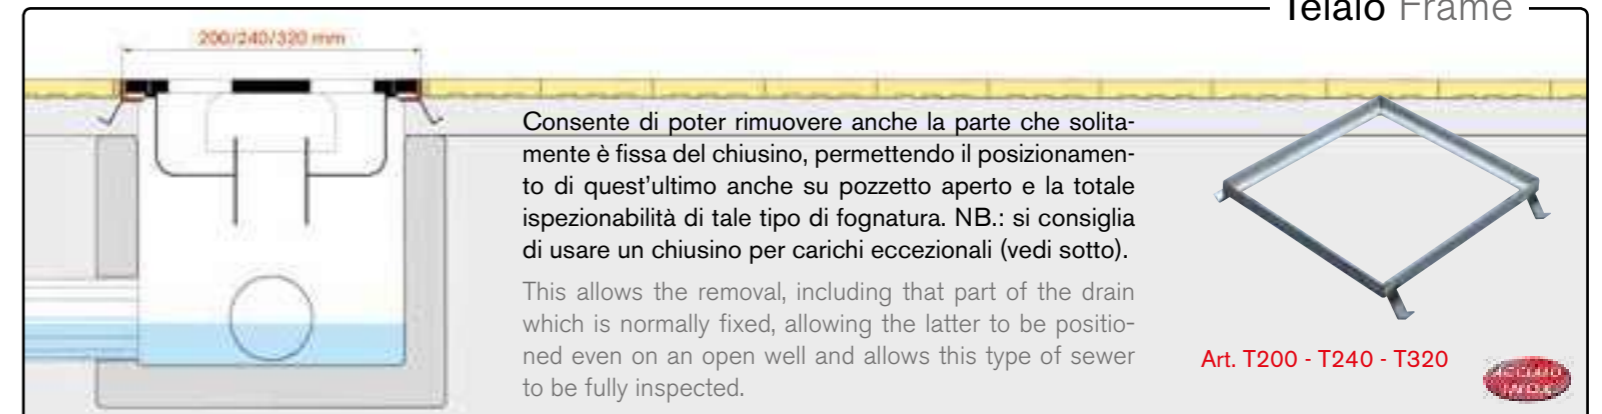 Telaio Frame
200/240/320 mm
Consente di poter rimuovere anche la parte che solita-
mente è fissa del chiusino, permettendo il posizionamen-
to di quest'ultimo anche su pozzetto aperto e la totale
ispezionabilità di tale tipo di fognatura. NB.: si consiglia
di usare un chiusino per carichi eccezionali (vedi sotto).
This allows the removal, including that part of the drain
which is normally fixed, allowing the latter to be positio-
ned even on an open well and allows this type of sewer
to be fully inspected.
Art. T200 - T240 - T320
ACCIAIO
INOX